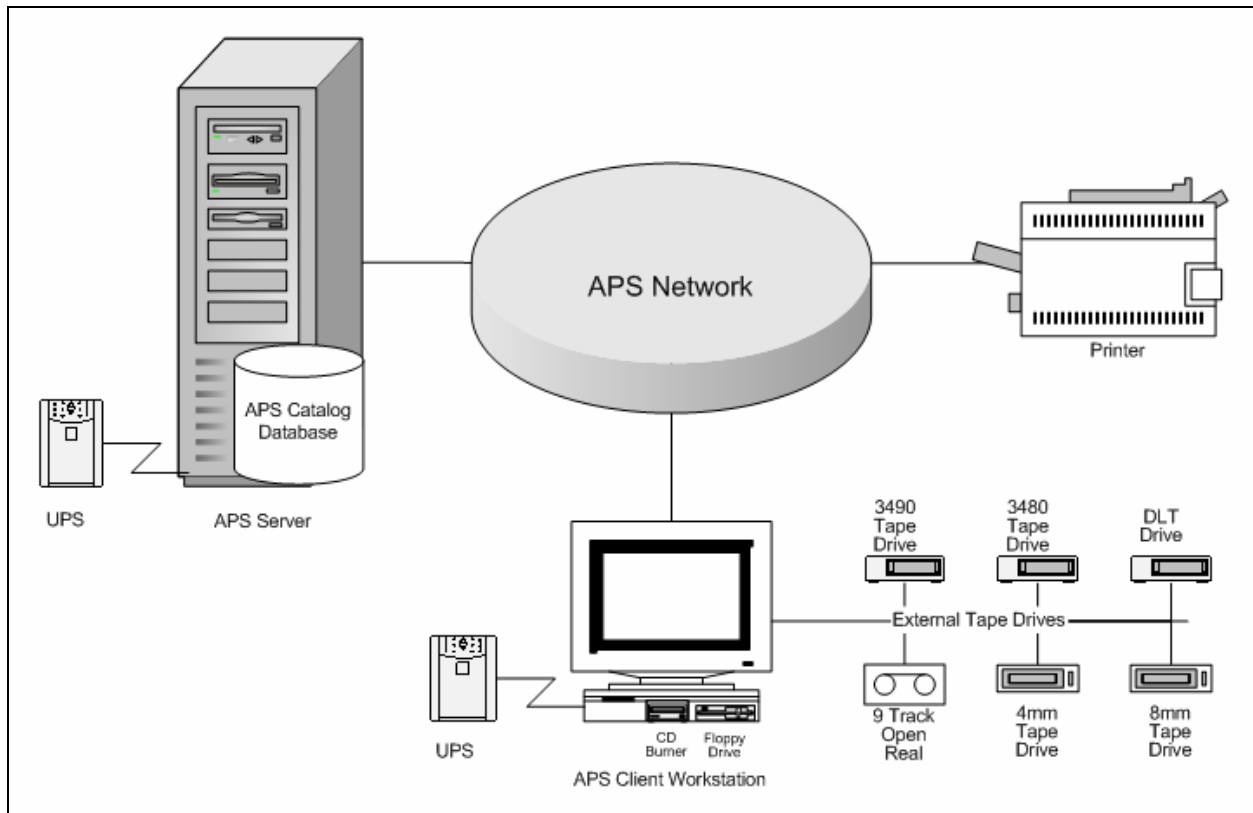 APS Network
Printer
APS Catalog
Database
UPS
APS Server
3490
Tape
Drive
3480
Tape
Drive
DLT
Drive
External Tape Drives
9 Track
Open
Real
4mm
Tape
Drive
8mm
Tape
Drive
UPS
CD
Burner
Floppy
Drive
APS Client Workstation